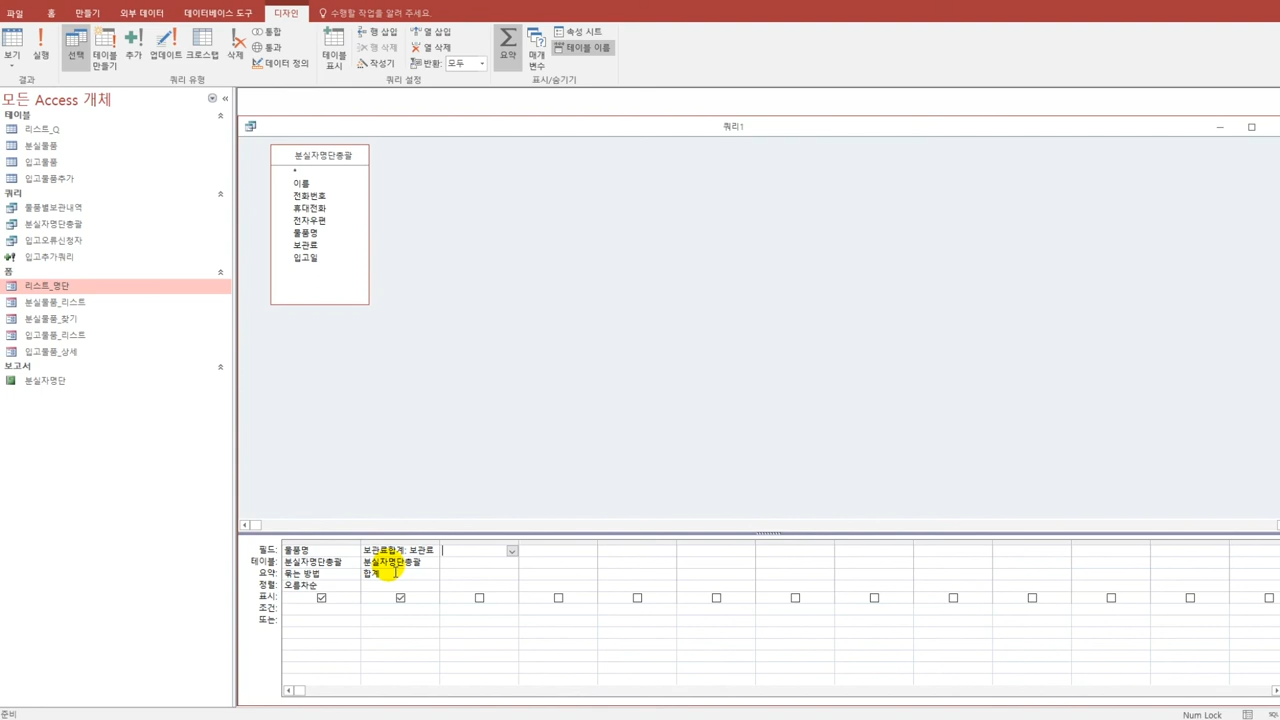 파일 홈 만들기 외부 데이터 데이터베이스 도구 디자인 수행할 작업을 알려 주세요.
보기
실행
선택
테이블
만들기
추가
업데이트
크로스탭
삭제
통합
통과
데이터 정의
테이블
표시
행 삽입
행 삭제
작성기
열 삽입
열 삭제
반환: 모두
요약
매개
변수
속성 시트
테이블 이름
결과 쿼리 유형 쿼리 설정 표시/숨기기
모든 Access 개체
테이블
리스트_Q
분실물품
입고물품
입고물품추가
쿼리
물품별보관내역
분실자명단총괄
입고오류신청자
입고추가쿼리
폼
리스트_명단
분실물품_리스트
분실물품_찾기
입고물품_리스트
입고물품_상세
보고서
분실자명단
쿼리1
분실자명단총괄
*
이름
전화번호
휴대전화
전자우편
물품명
보관료
입고일
필드: 물품명 보관료합계: 보관료
테이블: 분실자명단총괄 분실자명단총괄
요약: 묶는 방법 합계
정렬: 오름차순
표시:
조건:
또는:
준비 Num Lock SQL